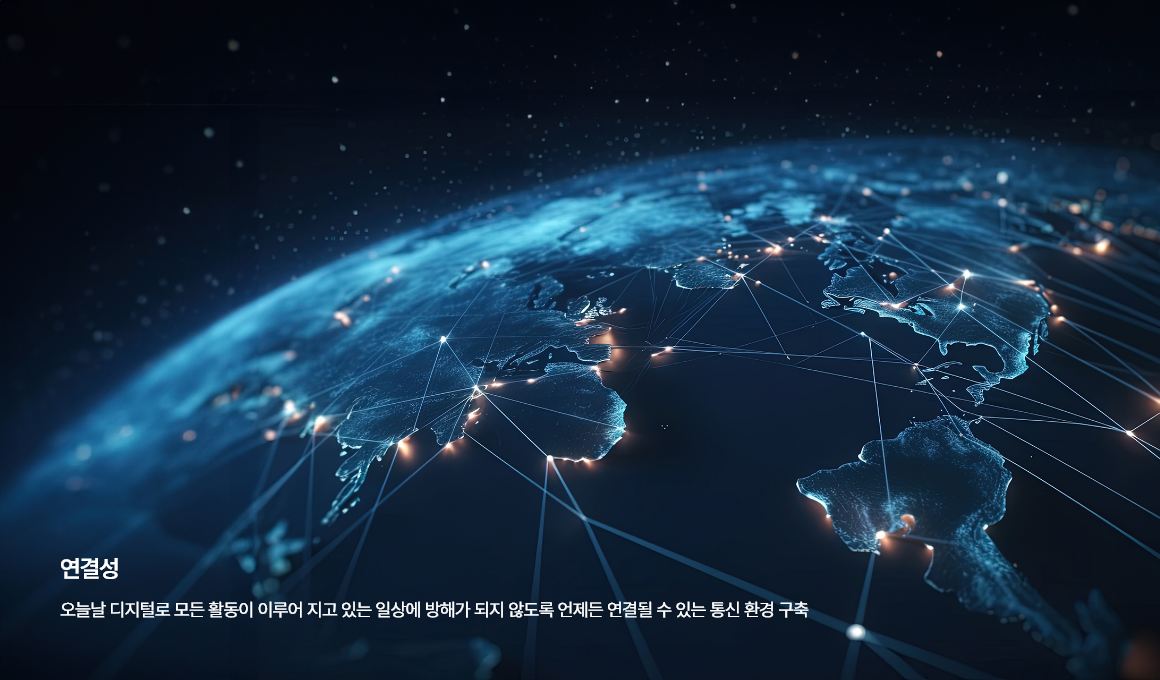 연결성
오늘날 디지털로 모든 활동이 이루어 지고 있는 일상에 방해가 되지 않도록 언제든 연결될 수 있는 통신 환경 구축